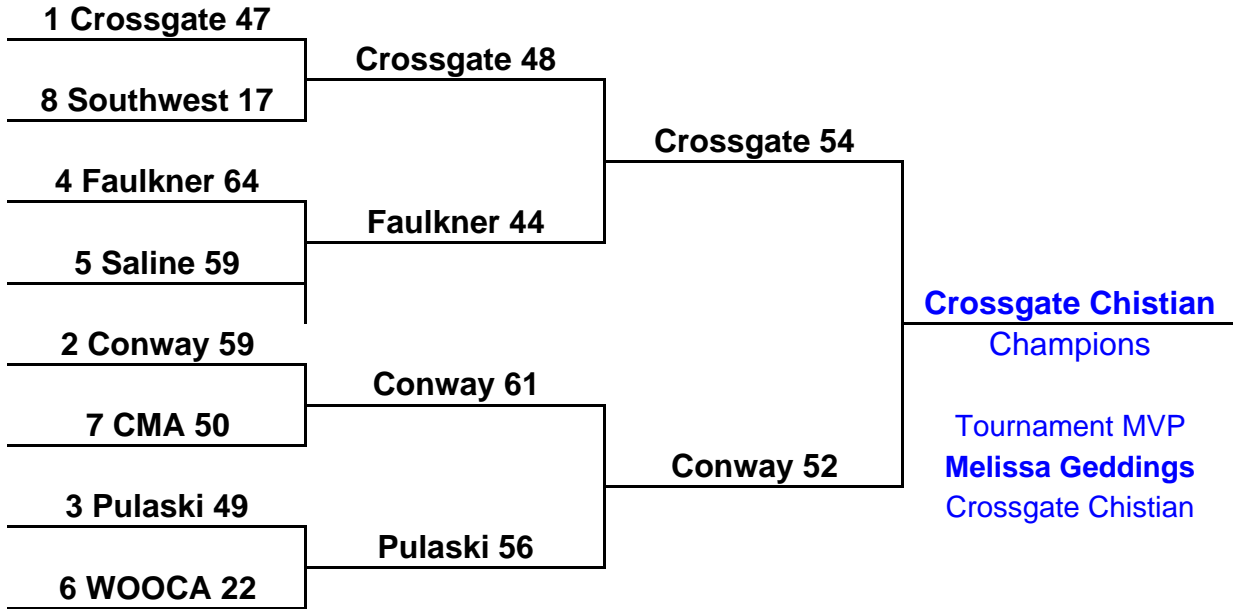 1 Crossgate 47
Crossgate 48
8 Southwest 17
Crossgate 54
4 Faulkner 64
Faulkner 44
5 Saline 59
Crossgate Chistian
Champions
2 Conway 59
Conway 61
7 CMA 50
Tournament MVP
Melissa Geddings
Crossgate Chistian
Conway 52
3 Pulaski 49
Pulaski 56
6 WOOCA 22